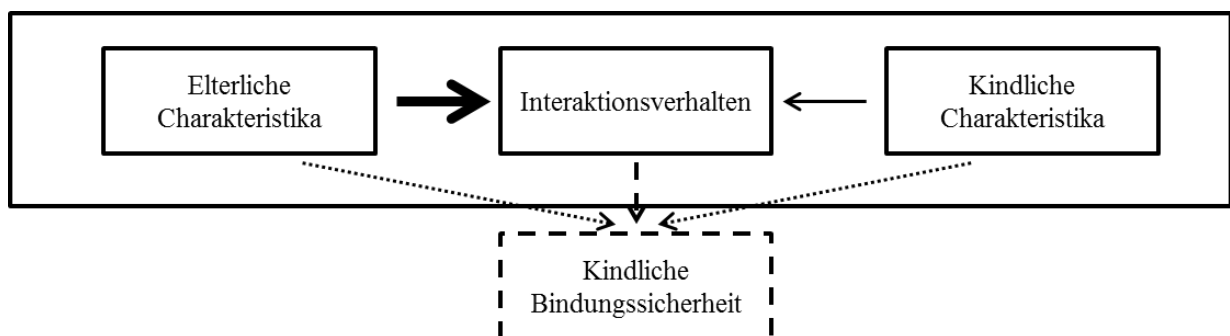 Elterliche
Charakteristika
Interaktionsverhalten
Kindliche
Charakteristika
Kindliche
Bindungssicherheit